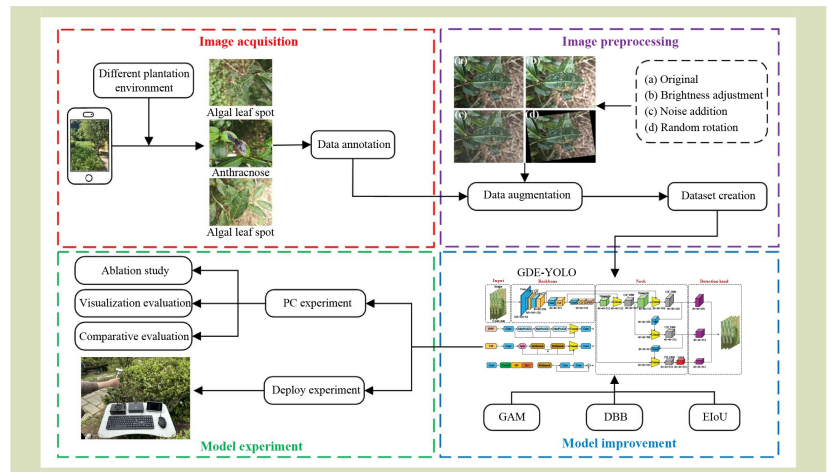 Image acquisition
Different plantation
environment
Algal leaf spot
Anthracnose
Algal leaf spot
Data annotation
Image preprocessing
(a)
(b)
(c)
(d)
(a) Original
(b) Brightness adjustment
(c) Noise addition
(d) Random rotation
Data augmentation
Dataset creation
Ablation study
Visualization evaluation
Comparative evaluation
PC experiment
Deploy experiment
Model experiment
GDE-YOLO
Input
Backbone
Neck
Detection head
GAM
DBB
EIoU
Model improvement